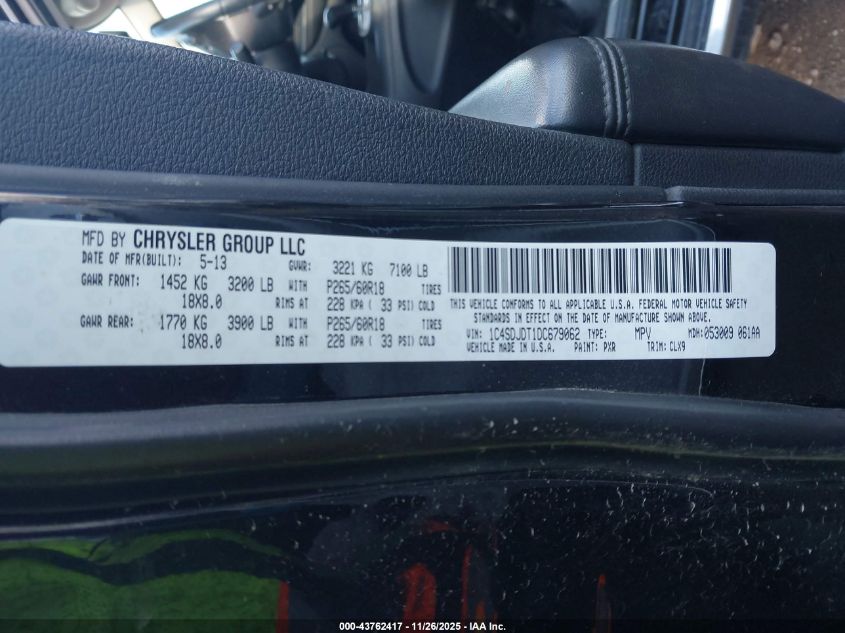 MFD BY CHRYSLER GROUP LLC
DATE OF MFR(BUILT): 5-13 GVWR: 3221 KG 7100 LB
GAWR FRONT: 1452 KG 3200 LB WITH P265/60R18 TIRES
18X8.0 RIMS AT 228 KPA ( 33 PSI) COLD
GAWR REAR: 1770 KG 3900 LB WITH P265/60R18 TIRES
18X8.0 RIMS AT 228 KPA ( 33 PSI) COLD
THIS VEHICLE CONFORMS TO ALL APPLICABLE U.S.A. FEDERAL MOTOR VEHICLE SAFETY
STANDARDS IN EFFECT ON THE DATE OF MANUFACTURE SHOWN ABOVE.
VIN: 1C4SDJDT1DC679062 TYPE: MPV MDH: 053009 061AA
VEHICLE MADE IN U.S.A. PAINT: PXR TRIM: CLX9
000-43762417 - 11/26/2025 - IAA Inc.